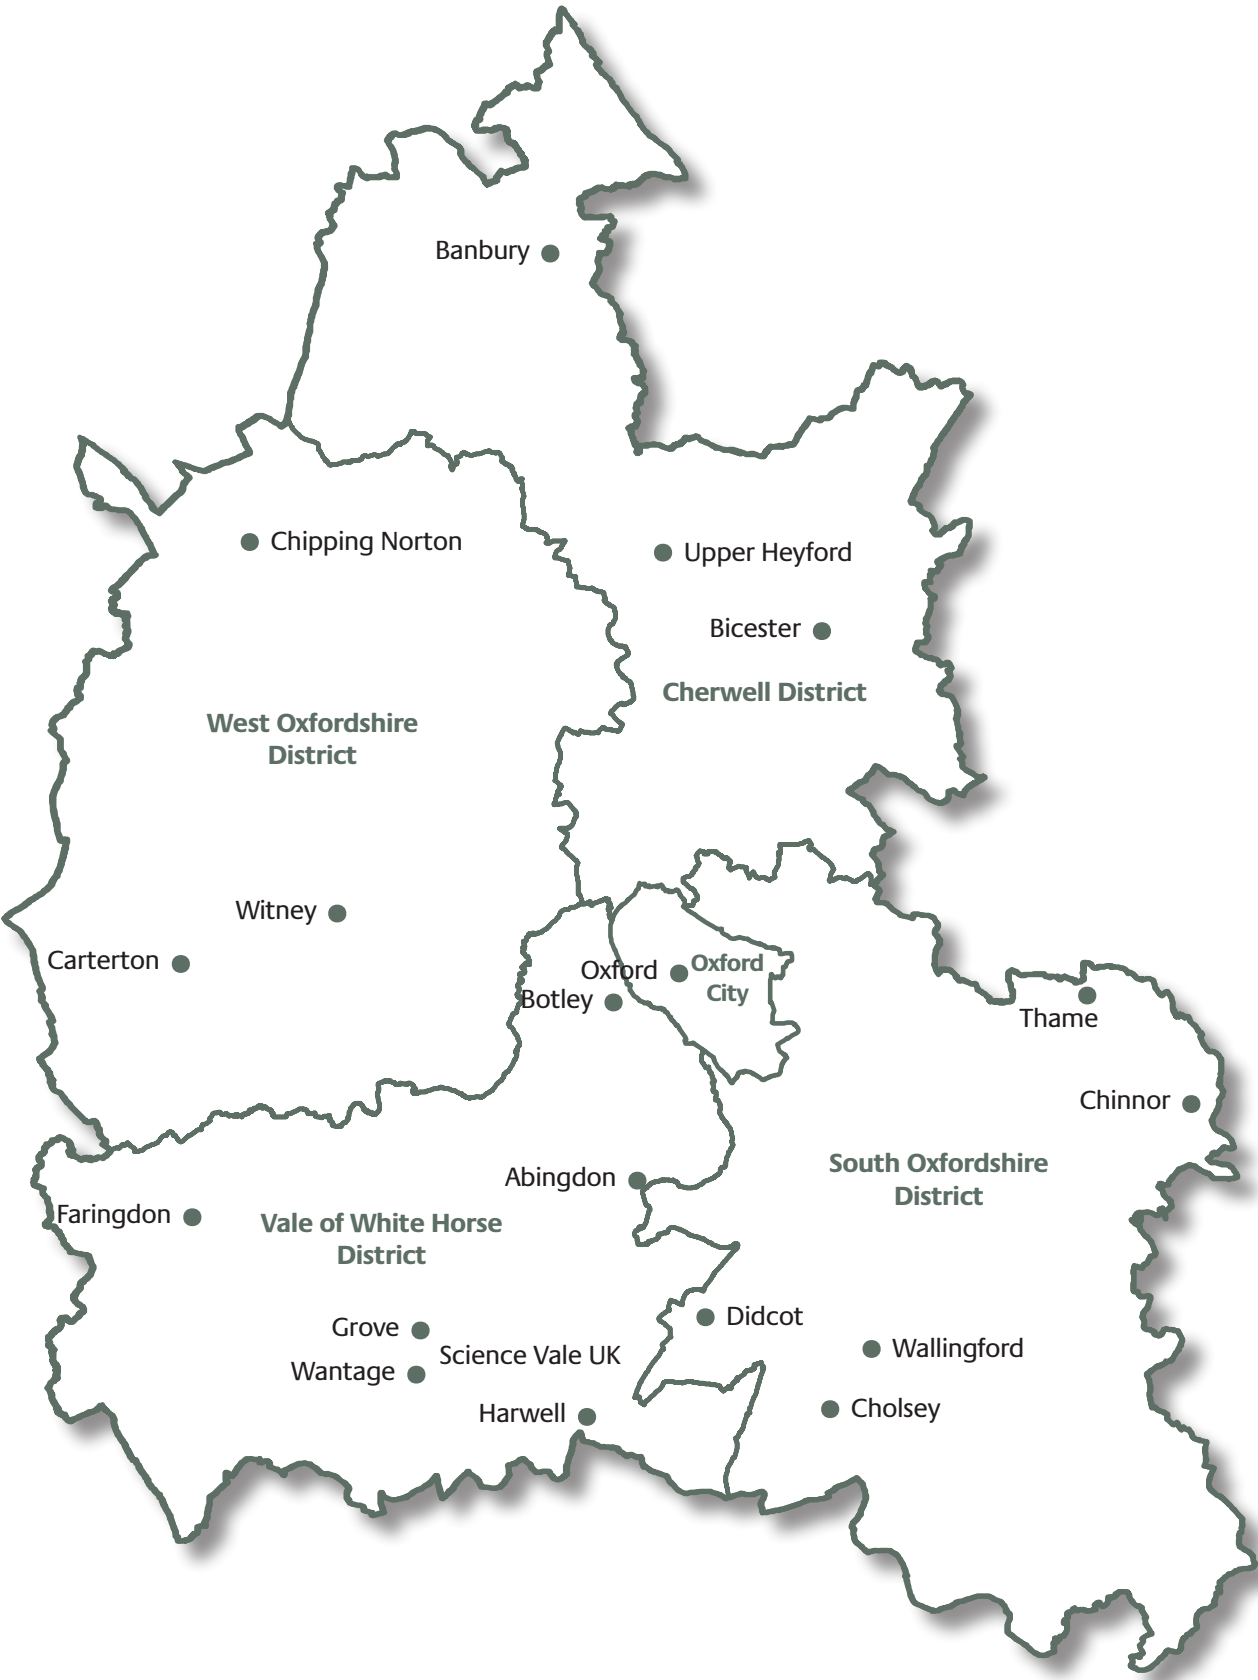 Banbury
Chipping Norton
Upper Heyford
Bicester
Cherwell District
West Oxfordshire
District
Witney
Carterton
Oxford
Oxford
City
Botley
Thame
Chinnor
Abingdon
South Oxfordshire
District
Faringdon
Vale of White Horse
District
Didcot
Grove
Science Vale UK
Wallingford
Wantage
Harwell
Cholsey